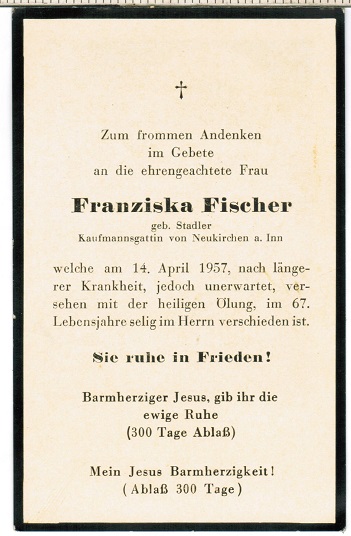 Zum frommen Andenken
im Gebete
an die ehrengeachtete Frau
Franziska Fischer
geb. Stadler
Kaufmannsgattin von Neukirchen a. Inn
welche am 14. April 1957, nach länge-
rer Krankheit, jedoch unerwartet, ver-
sehen mit der heiligen Ölung, im 67.
Lebensjahre selig im Herrn verschieden ist.
Sie ruhe in Frieden!
Barmherziger Jesus, gib ihr die
ewige Ruhe
(300 Tage Ablaß)
Mein Jesus Barmherzigkeit!
(Ablaß 300 Tage)